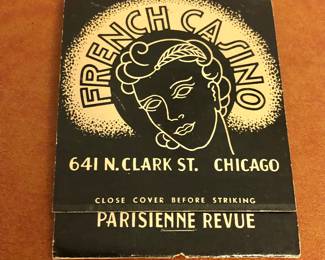 FRENCH CASINO
641 N. CLARK ST. CHICAGO
CLOSE COVER BEFORE STRIKING
PARISIENNE REVUE